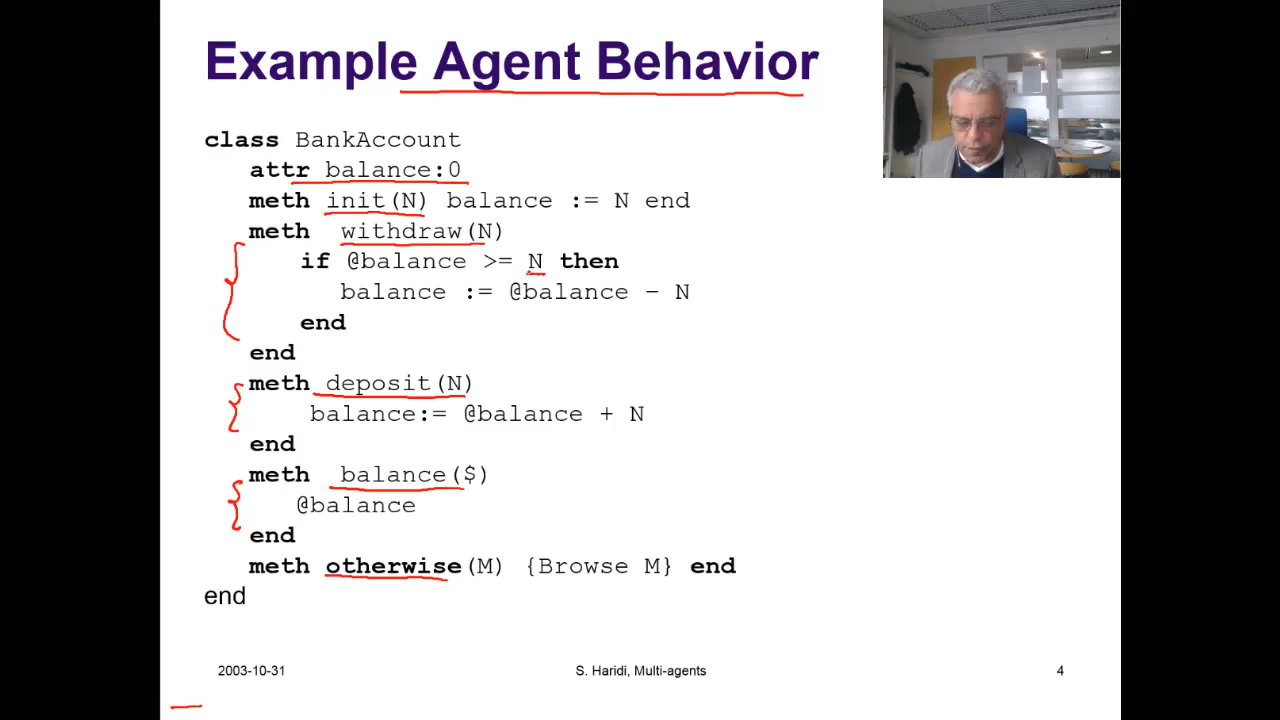 Example Agent Behavior
class BankAccount
attr balance:0
meth init(N) balance := N end
meth withdraw(N)
if @balance >= N then
balance := @balance – N
end
end
meth deposit(N)
balance:= @balance + N
end
meth balance($)
@balance
end
meth otherwise(M) {Browse M} end
end
2003-10-31 S. Haridi, Multi-agents 4